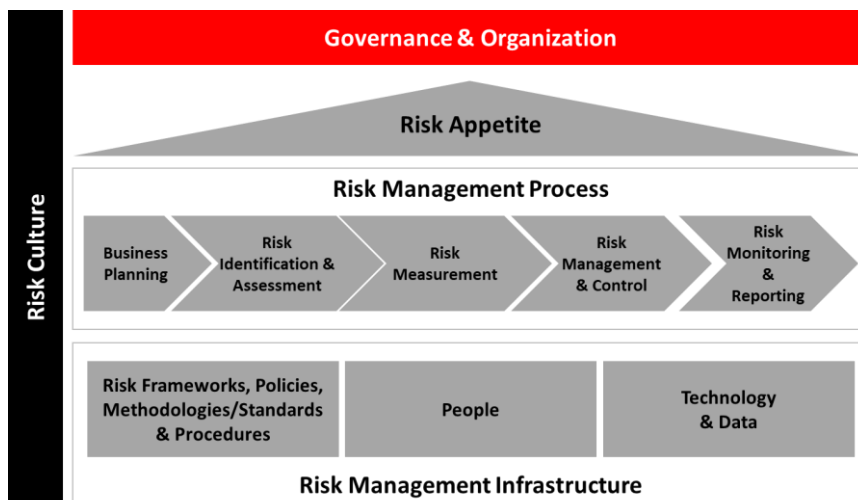 Governance & Organization
Risk Culture
Risk Appetite
Risk Management Process
Business
Planning
Risk
Identification &
Assessment
Risk
Measurement
Risk
Management
& Control
Risk
Monitoring
&
Reporting
Risk Frameworks, Policies,
Methodologies/Standards
& Procedures
People
Technology
& Data
Risk Management Infrastructure